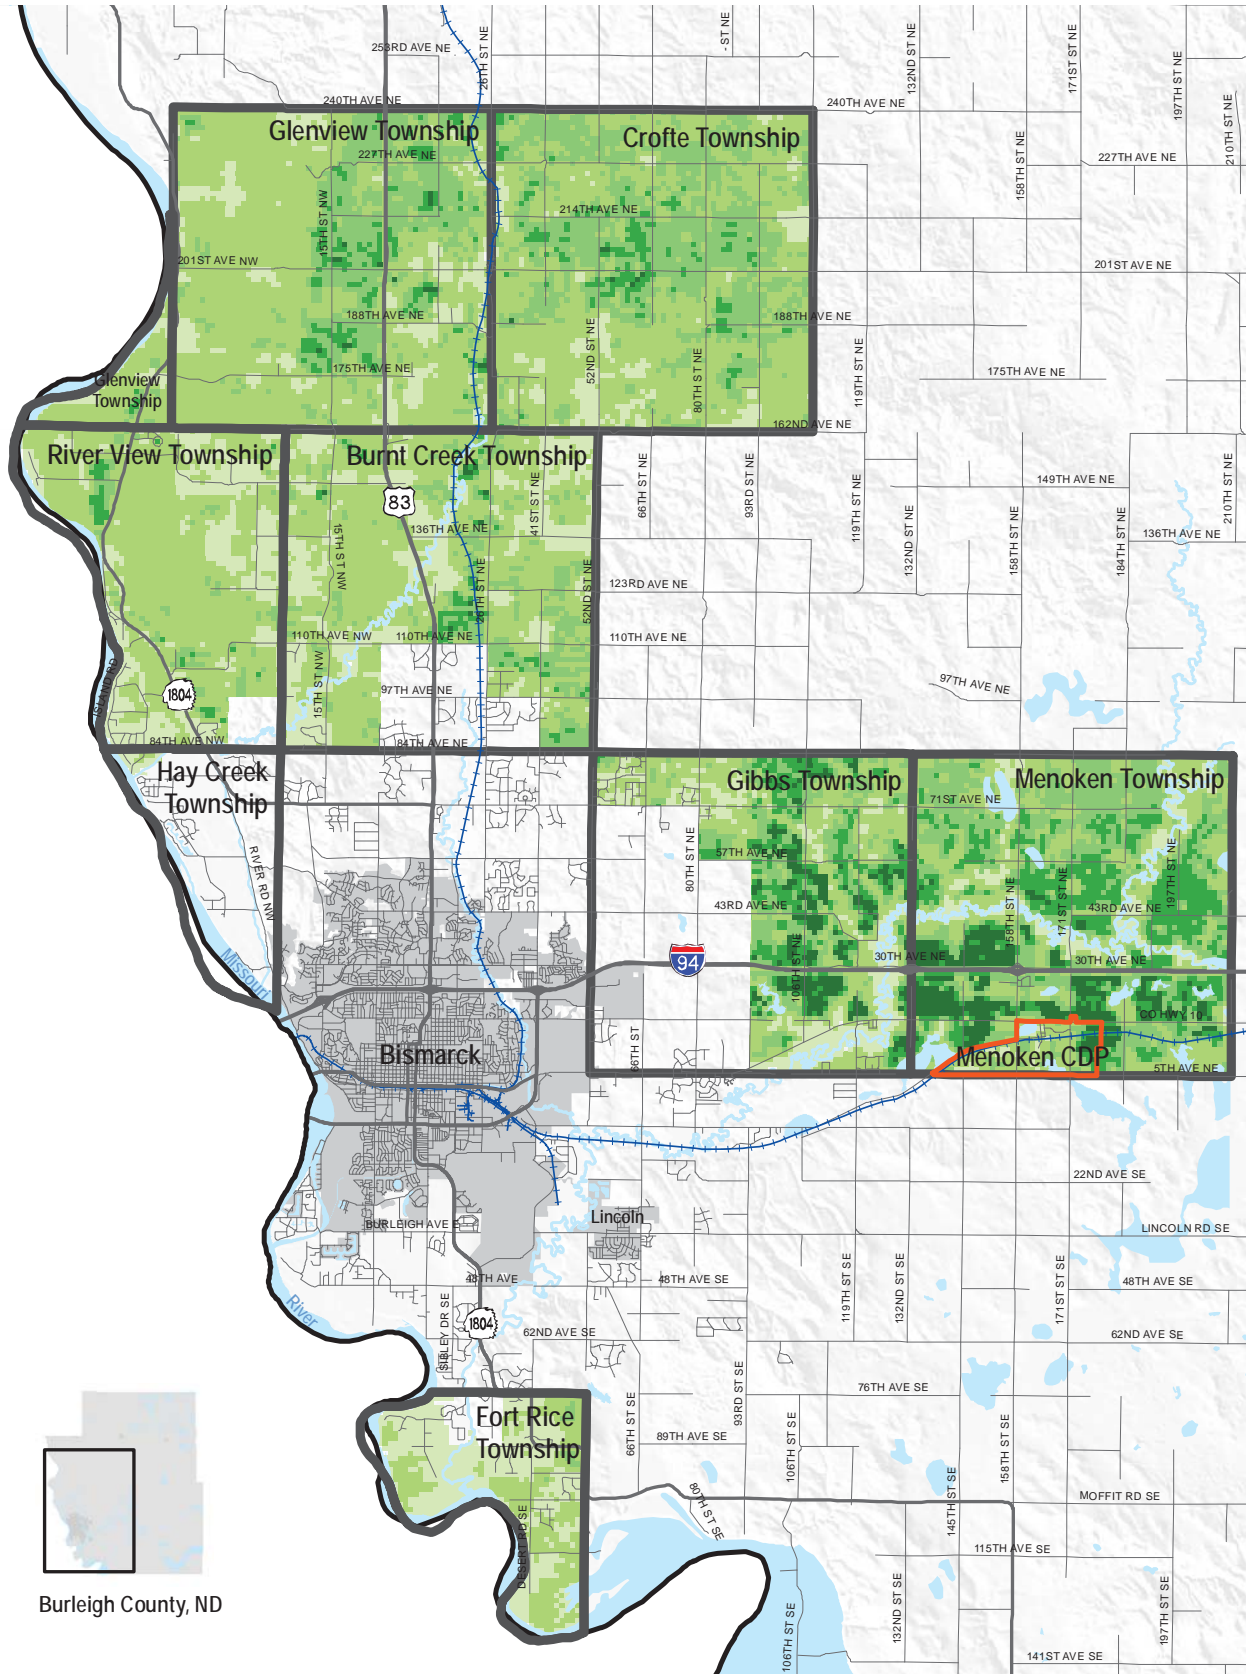 253RD AVE NE
26TH ST NE
- ST NE
132ND ST NE
171ST ST NE
197TH ST NE
210TH ST NE
240TH AVE NE
240TH AVE NE
Glenview Township
Crofte Township
227TH AVE NE
158TH ST NE
227TH AVE NE
15TH ST NW
214TH AVE NE
201ST AVE NW
201ST AVE NE
188TH AVE NE
188TH AVE NE
52ND ST NE
80TH ST NE
119TH ST NE
175TH AVE NE
175TH AVE NE
Glenview
Township
162ND AVE NE
River View Township
Burnt Creek Township
83
136TH AVE NE
41ST ST NE
66TH ST NE
93RD ST NE
119TH ST NE
132ND ST NE
149TH AVE NE
158TH ST NE
184TH ST NE
136TH AVE NE
210TH ST NE
15TH ST NW
26TH ST NE
52ND ST NE
123RD AVE NE
110TH AVE NW
110TH AVE NE
110TH AVE NE
ISLAND RD
1804
15TH ST NW
97TH AVE NE
97TH AVE NE
84TH AVE NW
84TH AVE NE
Hay Creek
Township
Gibbs Township
Menoken Township
71ST AVE NE
RIVER RD NW
80TH ST NE
57TH AVE NE
43RD AVE NE
158TH ST NE
171ST ST NE
43RD AVE NE
197TH ST NE
Missouri
94
106TH ST NE
30TH AVE NE
30TH AVE NE
CO HWY 10
Bismarck
66TH ST
Menoken CDP
5TH AVE NE
22ND AVE SE
Lincoln
BURLEIGH AVE E
LINCOLN RD SE
48TH AVE
48TH AVE SE
119TH ST SE
132ND ST SE
171ST ST SE
48TH AVE SE
River
SIBLEY DR SE
1804
62ND AVE SE
62ND AVE SE
93RD ST SE
76TH AVE SE
Fort Rice
Township
66TH ST SE
89TH AVE SE
106TH ST SE
158TH ST SE
80TH ST SE
145TH ST SE
MOFFIT RD SE
DESERT RD SE
115TH AVE SE
132ND ST SE
197TH ST SE
106TH ST SE
141ST AVE SE
Burleigh County, ND